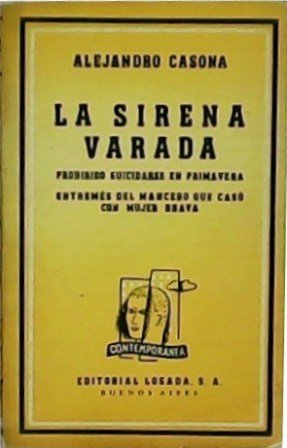 ALEJANDRO CASONA
LA SIRENA
VARADA
PROHIBIDO SUICIDARSE EN PRIMAVERA
ENTREMÉS DEL MANCEBO QUE CASÓ
CON MUJER BRAVA
CONTEMPORANEA
EDITORIAL LOSADA, S. A.
BUENOS AIRES